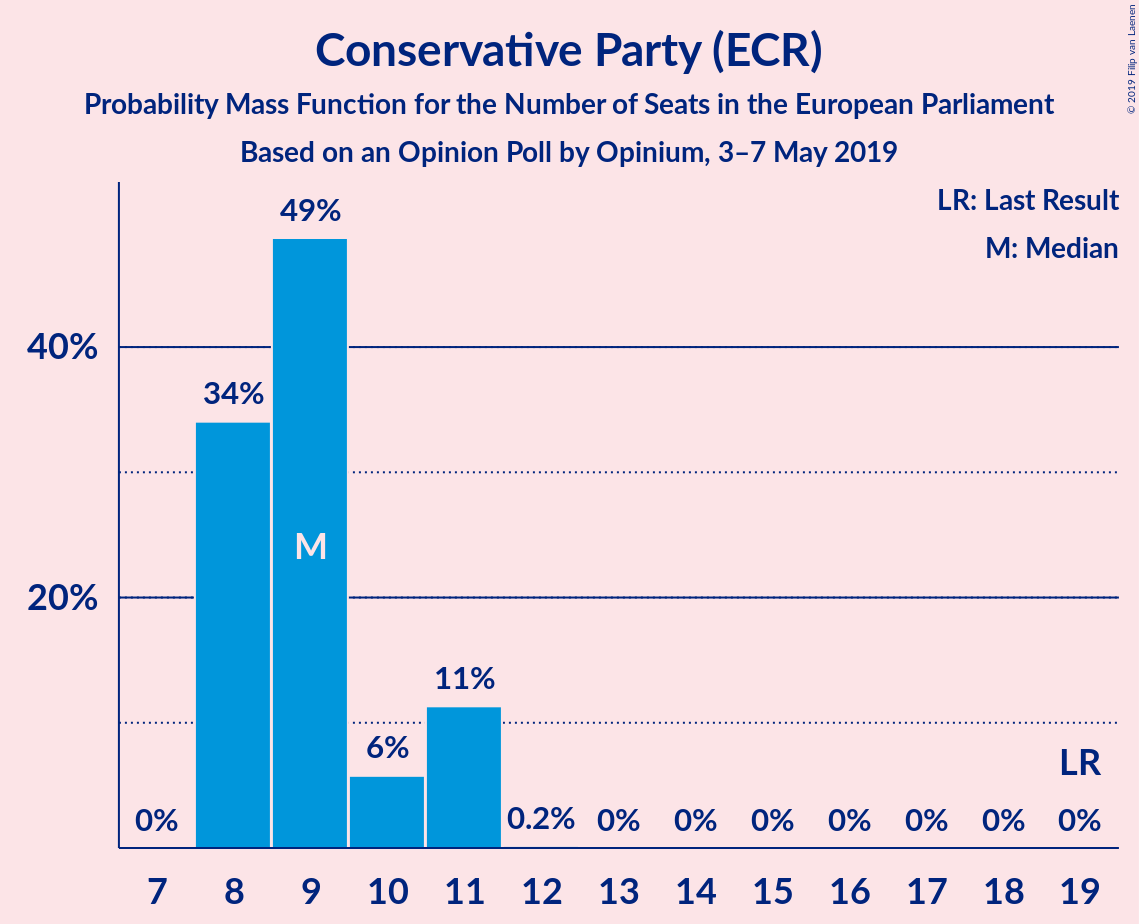 Conservative Party (ECR)
Probability Mass Function for the Number of Seats in the European Parliament
Based on an Opinion Poll by Opinium, 3–7 May 2019
© 2019 Filip van Laenen
LR: Last Result
M: Median
49%
40%
34%
M
20%
11%
6%
LR
0% 0.2% 0% 0% 0% 0% 0% 0% 0%
7 8 9 10 11 12 13 14 15 16 17 18 19